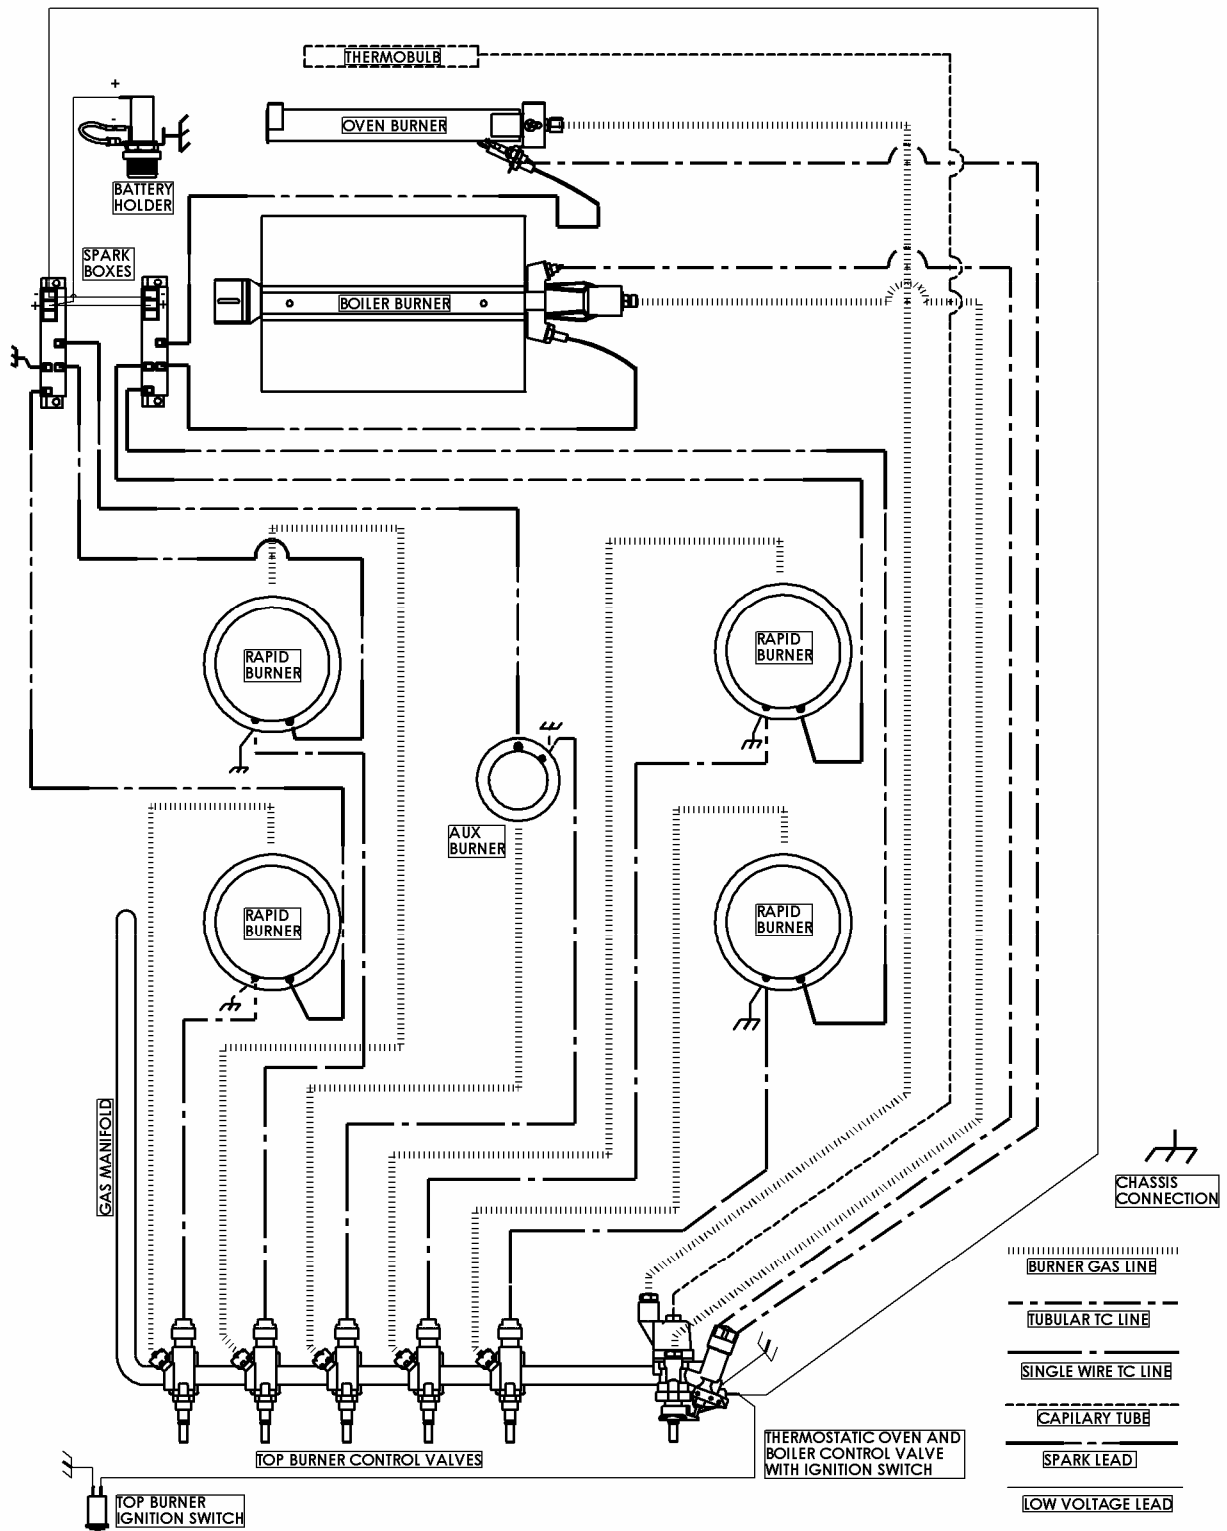 THERMOBULB
+
-
OVEN BURNER
BATTERY
HOLDER
SPARK
BOXES
-
+
-
+
BOILER BURNER
RAPID
BURNER
RAPID
BURNER
AUX
BURNER
RAPID
BURNER
RAPID
BURNER
GAS MANIFOLD
CHASSIS
CONNECTION
BURNER GAS LINE
TUBULAR TC LINE
SINGLE WIRE TC LINE
CAPILARY TUBE
SPARK LEAD
LOW VOLTAGE LEAD
THERMOSTATIC OVEN AND
BOILER CONTROL VALVE
WITH IGNITION SWITCH
TOP BURNER CONTROL VALVES
TOP BURNER
IGNITION SWITCH